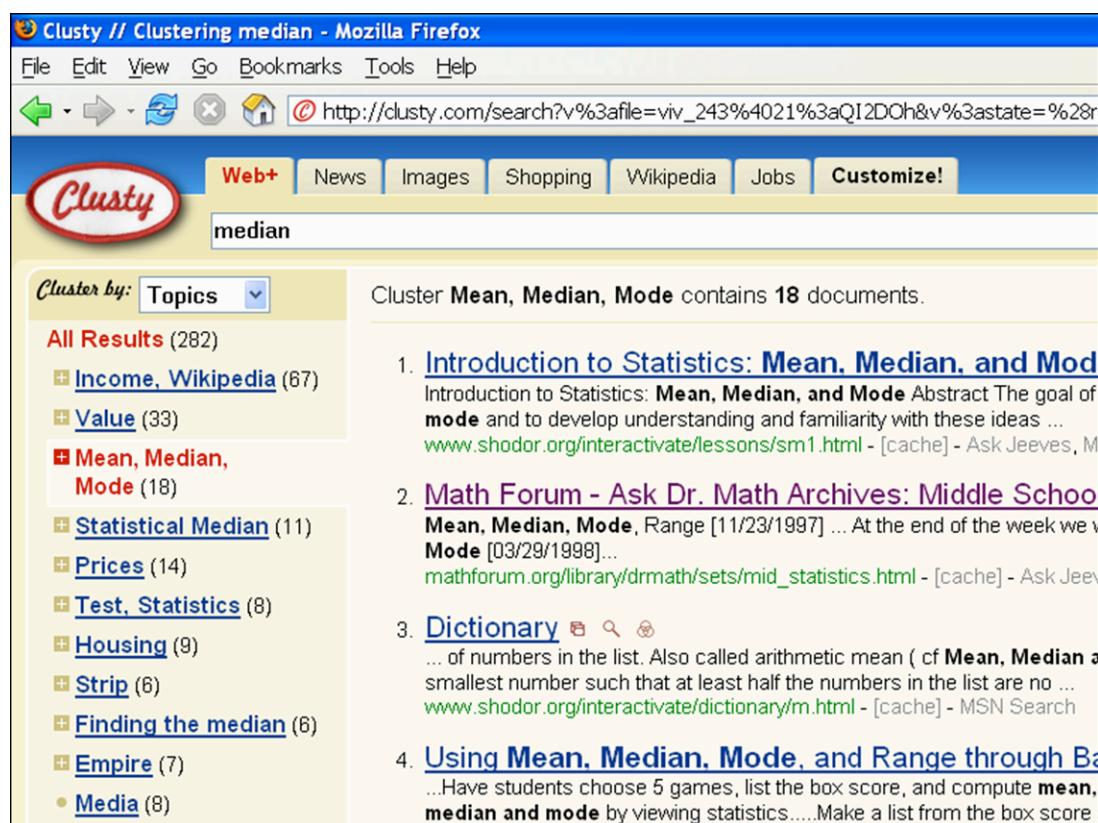 Clusty // Clustering median - Mozilla Firefox
File Edit View Go Bookmarks Tools Help
http://clusty.com/search?v%3afile=viv_243%4021%3aQI2DOh&v%3astate=%28r
Clusty
Web+ News Images Shopping Wikipedia Jobs Customize!
median
Cluster by: Topics
All Results (282)
Income, Wikipedia (67)
Value (33)
Mean, Median,
Mode (18)
Statistical Median (11)
Prices (14)
Test, Statistics (8)
Housing (9)
Strip (6)
Finding the median (6)
Empire (7)
Media (8)
Cluster Mean, Median, Mode contains 18 documents.
1. Introduction to Statistics: Mean, Median, and Mod
Introduction to Statistics: Mean, Median, and Mode Abstract The goal of
mode and to develop understanding and familiarity with these ideas ...
www.shodor.org/interactivate/lessons/sm1.html - [cache] - Ask Jeeves, M
2. Math Forum - Ask Dr. Math Archives: Middle Schoo
Mean, Median, Mode, Range [11/23/1997] ... At the end of the week we w
Mode [03/29/1998]...
mathforum.org/library/drmath/sets/mid_statistics.html - [cache] - Ask Jeev
3. Dictionary
... of numbers in the list. Also called arithmetic mean ( cf Mean, Median a
smallest number such that at least half the numbers in the list are no ...
www.shodor.org/interactivate/dictionary/m.html - [cache] - MSN Search
4. Using Mean, Median, Mode, and Range through Ba
...Have students choose 5 games, list the box score, and compute mean,
median and mode by viewing statistics.....Make a list from the box score